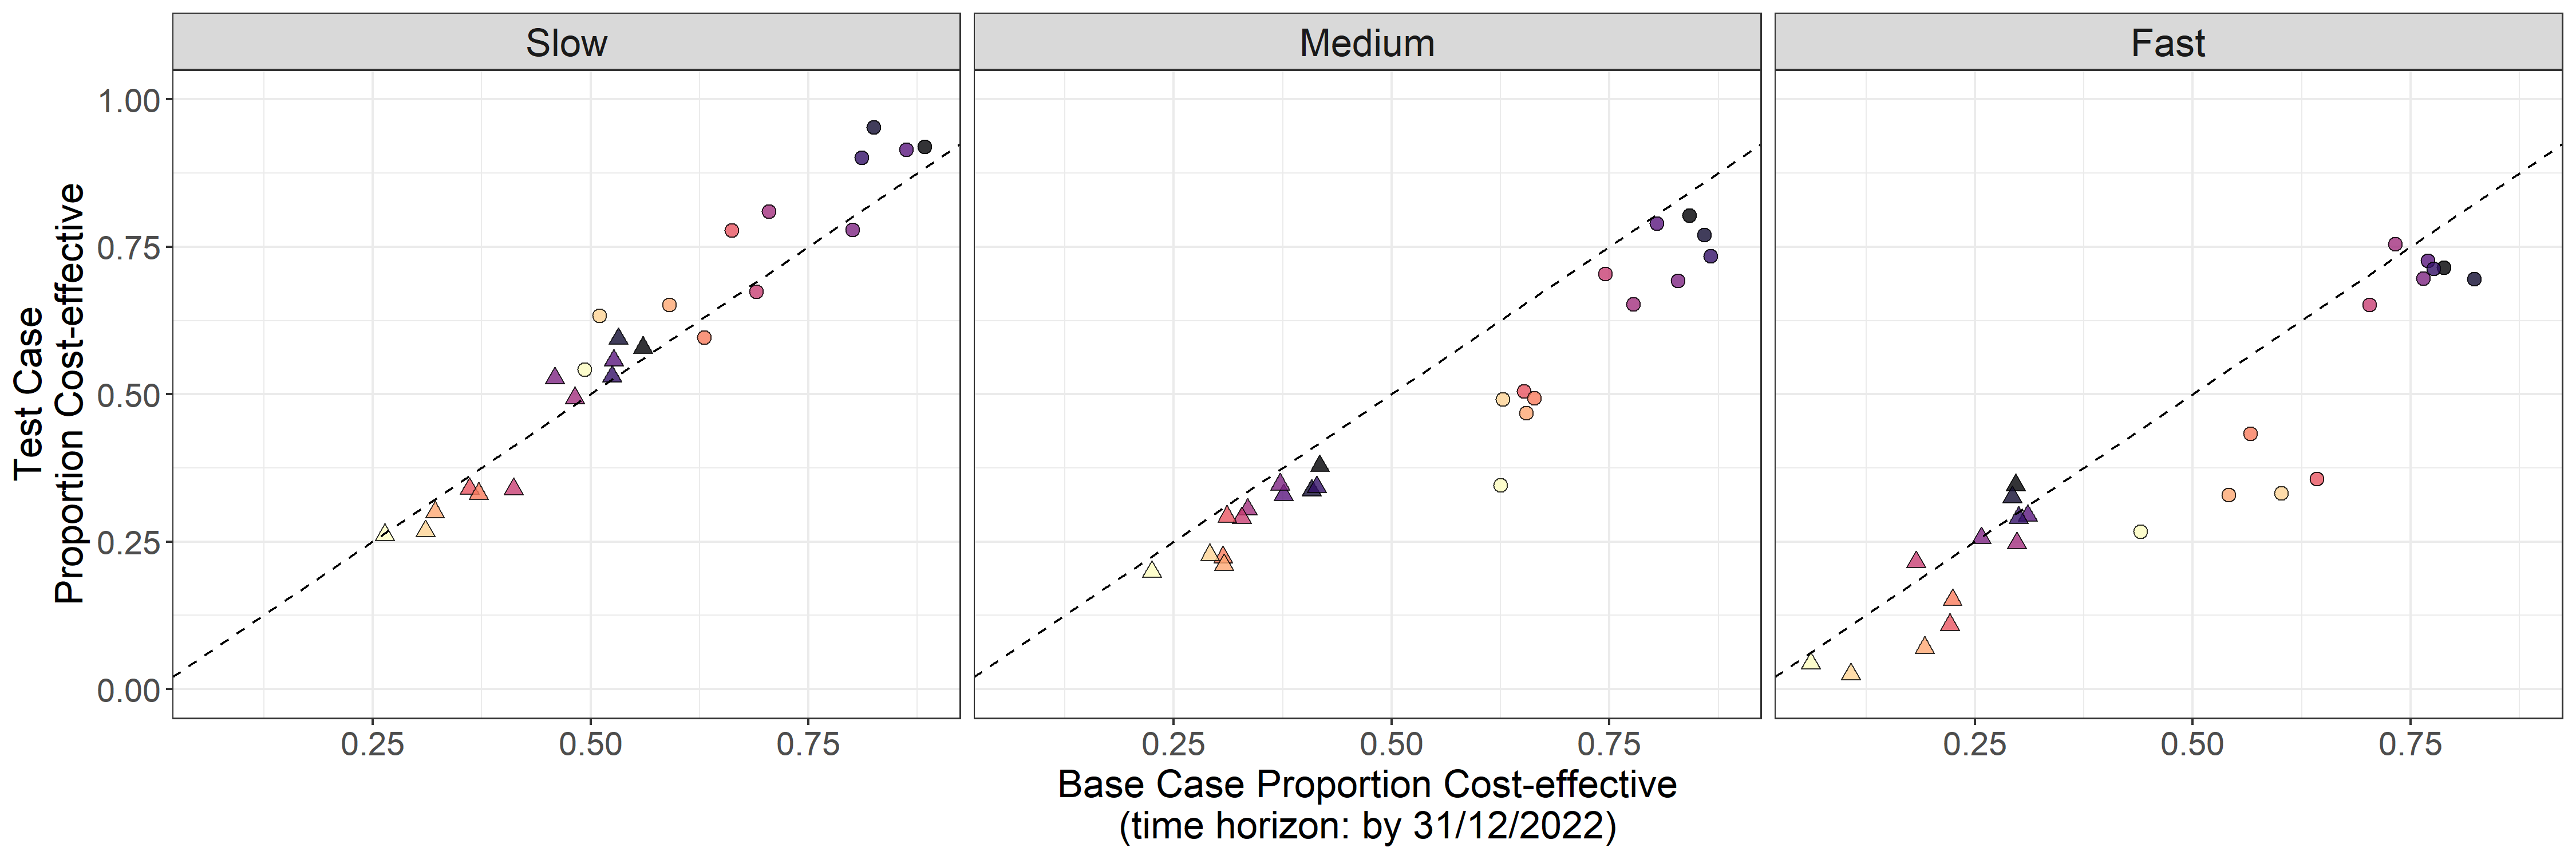 Slow
Medium
Fast
Test Case
Proportion Cost-effective
1.00
0.75
0.50
0.25
0.00
0.25
0.50
0.75
0.25
0.50
0.75
0.25
0.50
0.75
Base Case Proportion Cost-effective
(time horizon: by 31/12/2022)